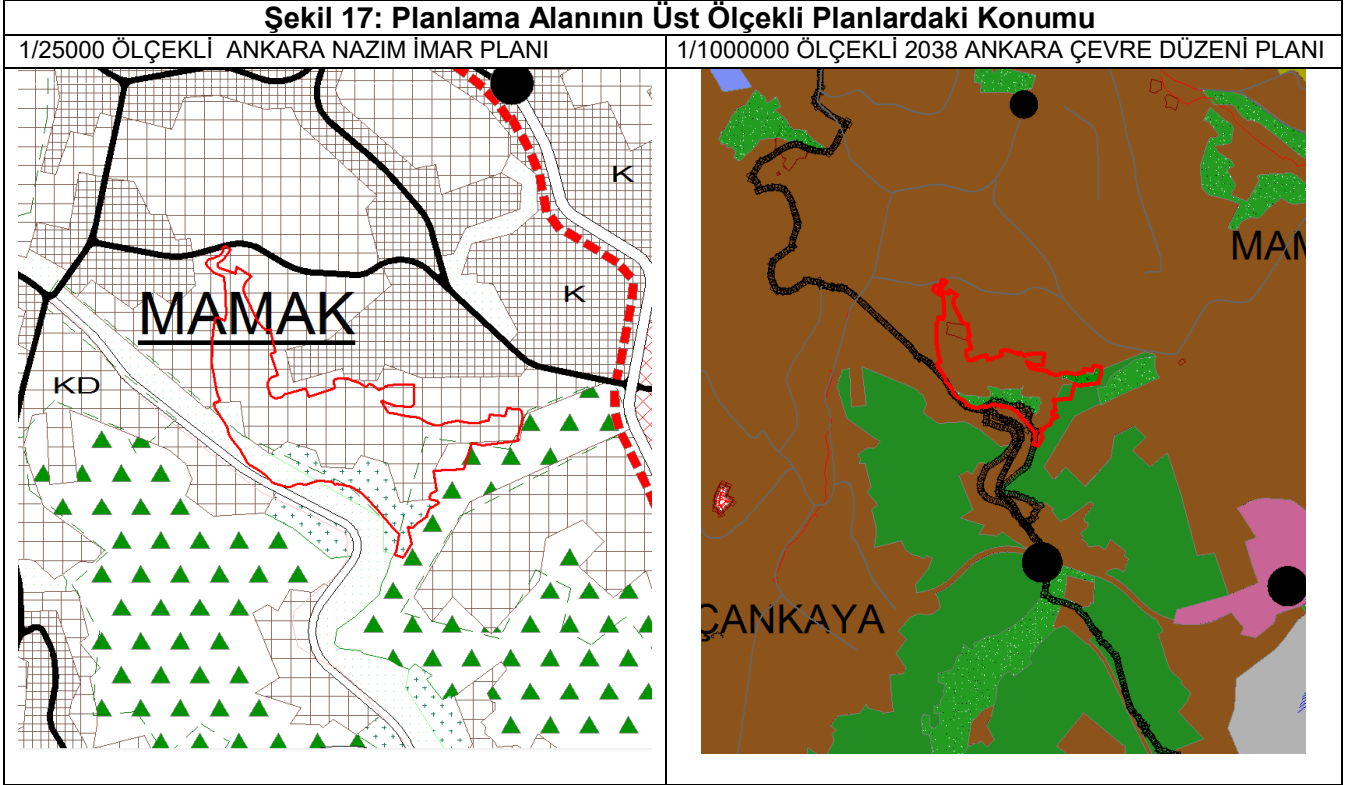 Şekil 17: Planlama Alanının Üst Ölçekli Planlardaki Konumu
1/25000 ÖLÇEKLİ ANKARA NAZIM İMAR PLANI
1/1000000 ÖLÇEKLİ 2038 ANKARA ÇEVRE DÜZENİ PLANI
K
K
MAMAK
KD
MAM
ÇANKAYA